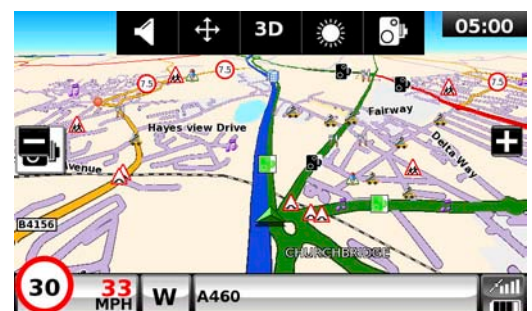 3D
05:00
7.5
7.5
7.5
Fairway
Hayes view Drive
Delta Way
Avenue
B4156
CHURCHBRIDGE
30
33
MPH
W
A460